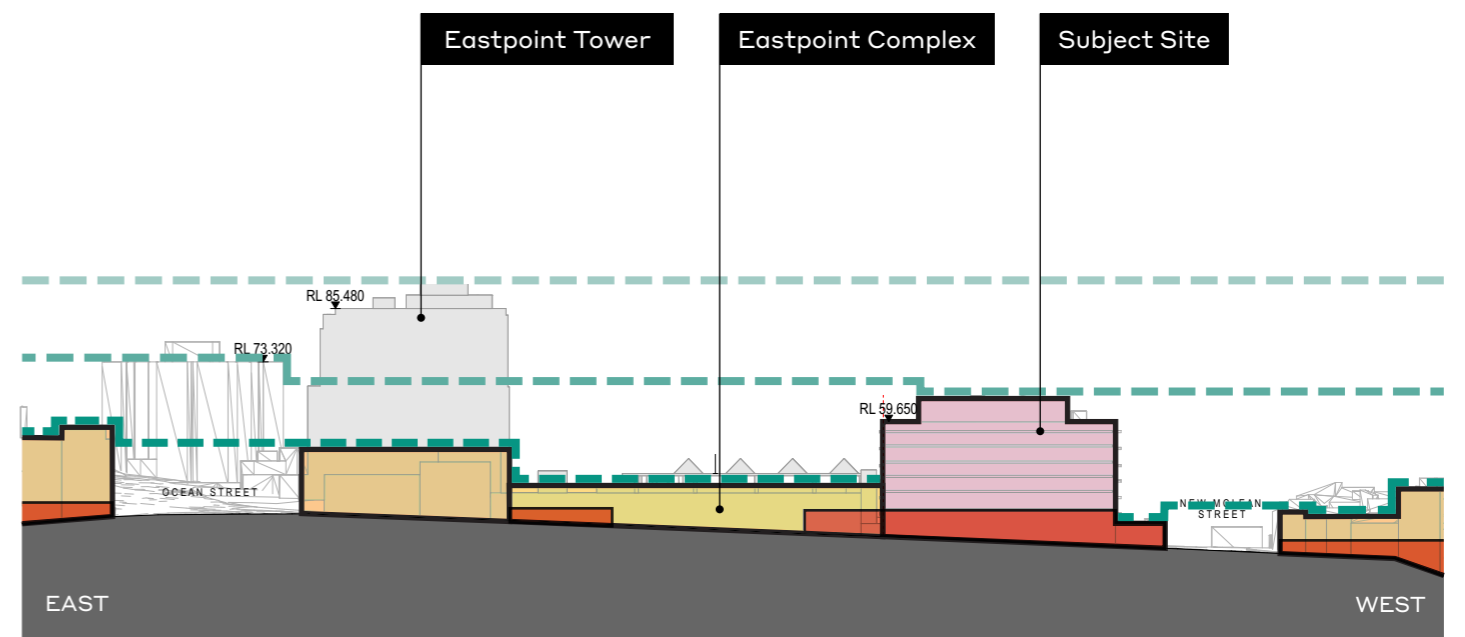 Eastpoint Tower
Eastpoint Complex
Subject Site
RL 85.480
RL 73.320
RL 59.650
OCEAN STREET
NEW MCLEAN
STREET
EAST
WEST